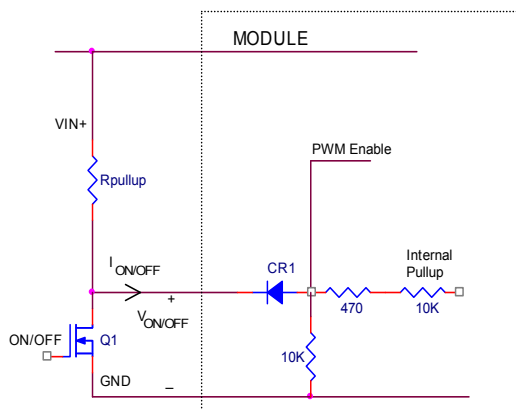 MODULE
VIN+
PWM Enable
Rpullup
Internal
Pullup
I ON/OFF
CR1
+
V ON/OFF
470
10K
ON/OFF
Q1
10K
GND
_